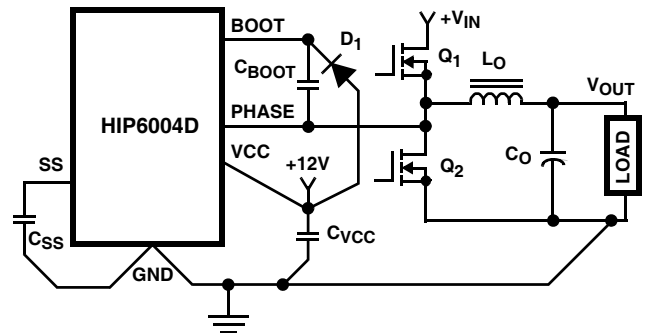 +VIN
BOOT
D1
Q1
LO
CBOOT
VOUT
HIP6004D
PHASE
VCC
SS
+12V
Q2
CO
LOAD
CSS
CVCC
GND